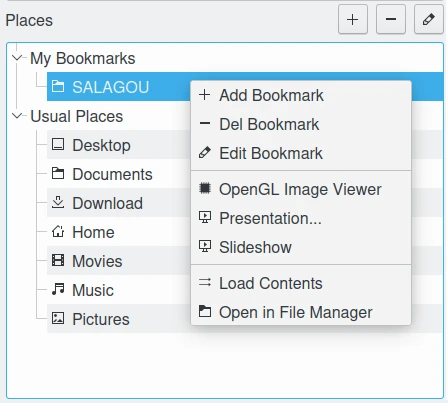 Places
My Bookmarks
SALAGOU
Add Bookmark
Usual Places
Del Bookmark
Desktop
Edit Bookmark
Documents
OpenGL Image Viewer
Download
Presentation...
Home
Slideshow
Movies
Load Contents
Music
Open in File Manager
Pictures